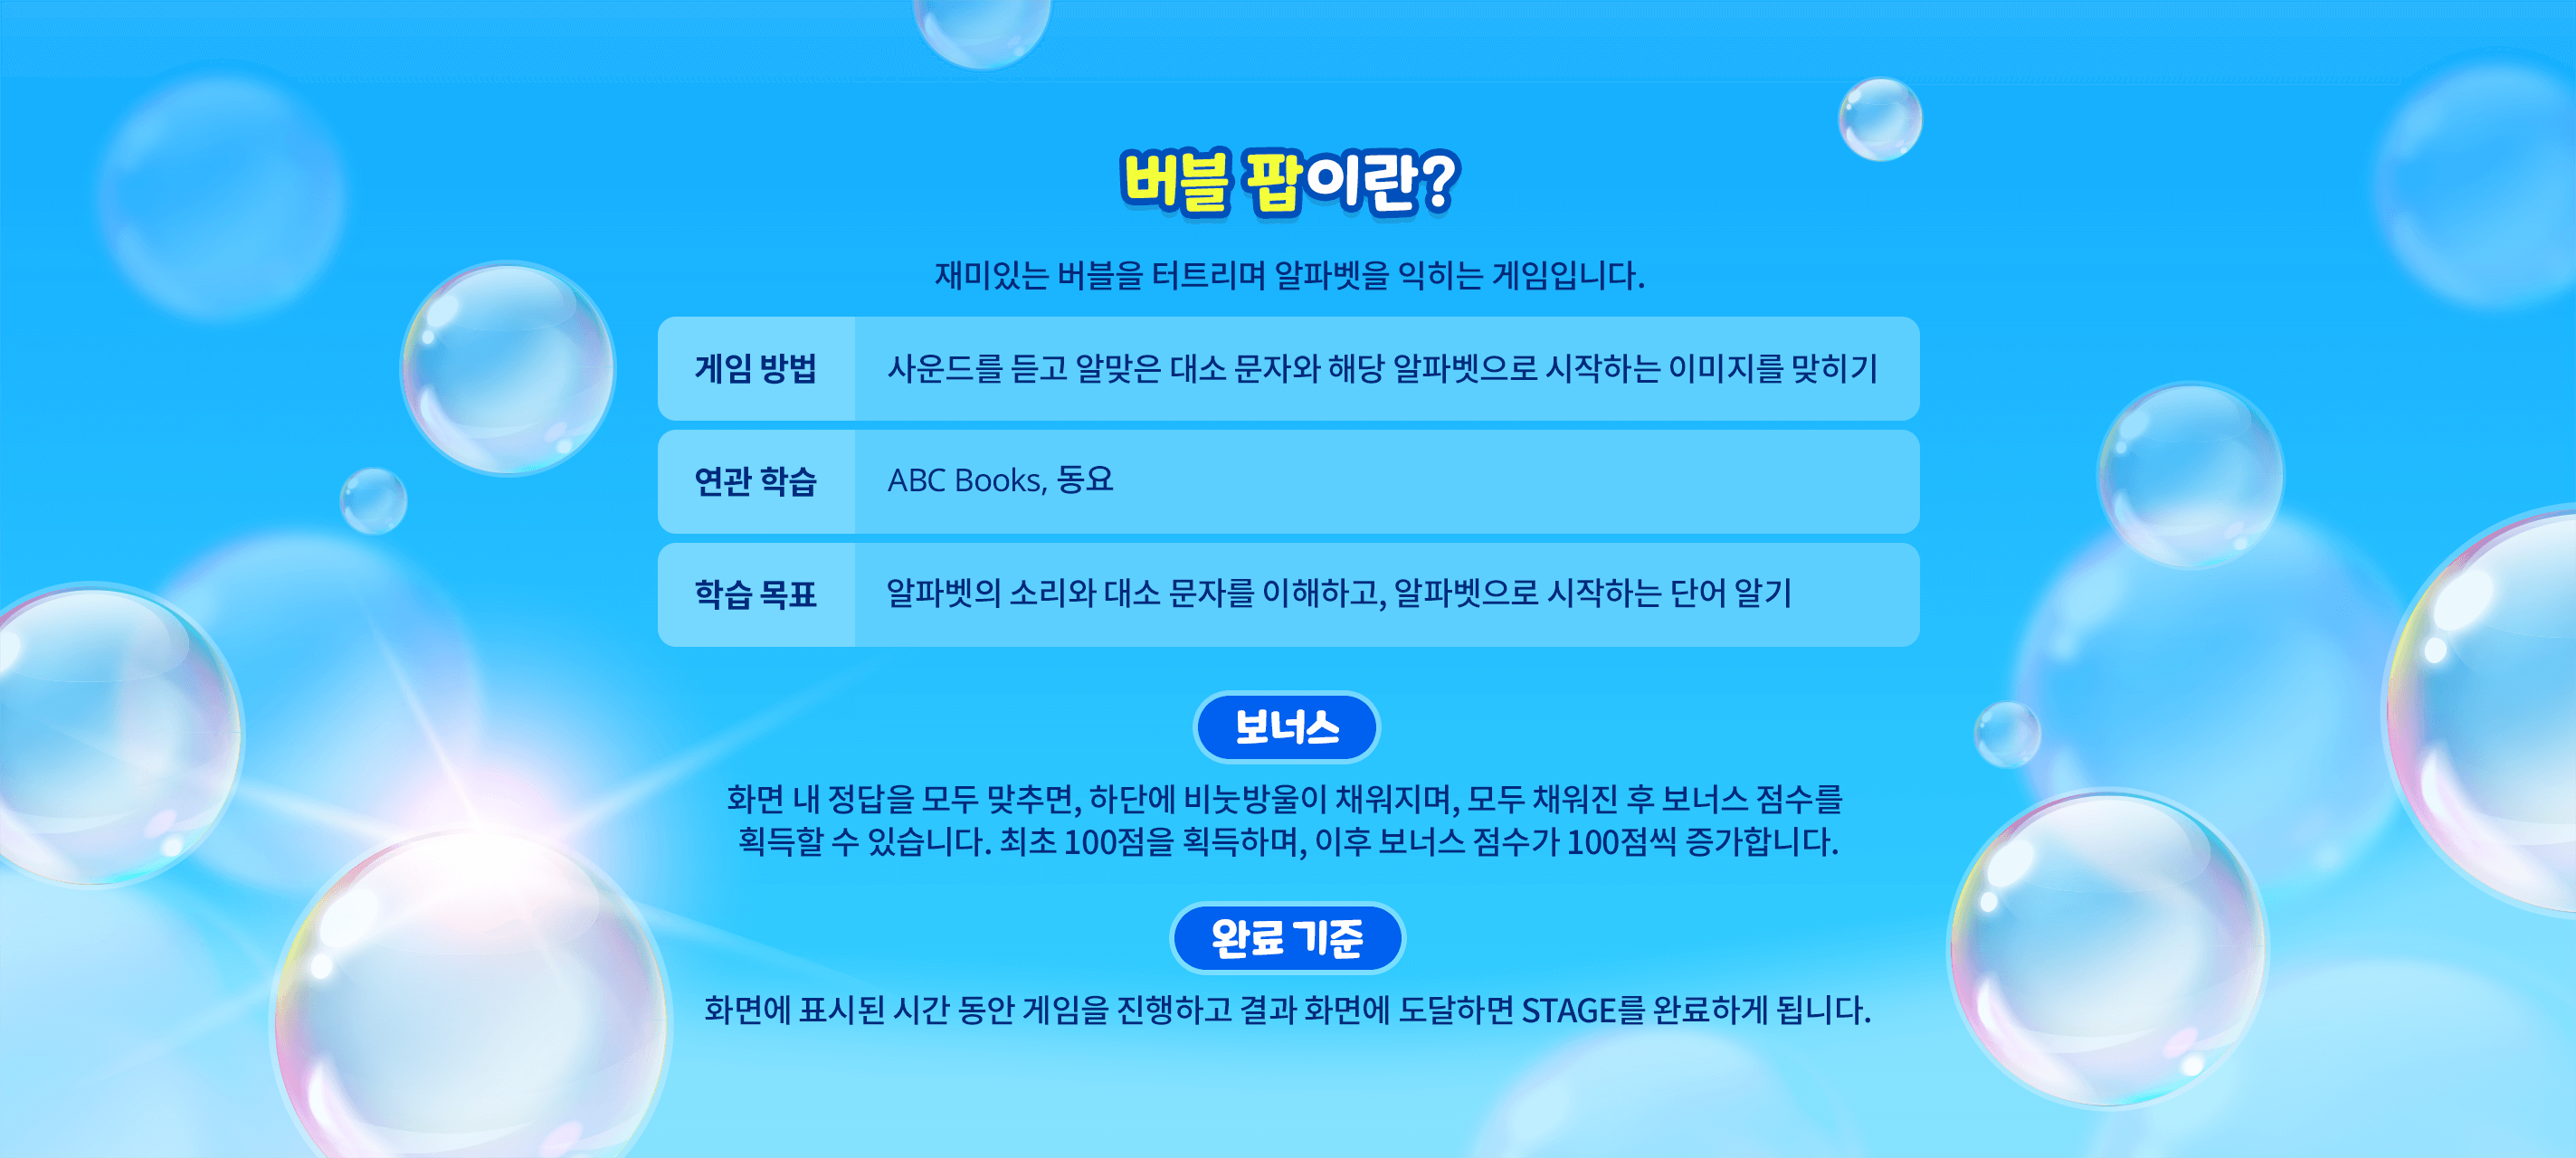 버블 팝이란?
재미있는 버블을 터트리며 알파벳을 익히는 게임입니다.
게임 방법 사운드를 듣고 알맞은 대소 문자와 해당 알파벳으로 시작하는 이미지를 맞히기
연관 학습 ABC Books, 동요
학습 목표 알파벳의 소리와 대소 문자를 이해하고, 알파벳으로 시작하는 단어 알기
보너스
화면 내 정답을 모두 맞추면, 하단에 비눗방울이 채워지며, 모두 채워진 후 보너스 점수를
획득할 수 있습니다. 최초 100점을 획득하며, 이후 보너스 점수가 100점씩 증가합니다.
완료 기준
화면에 표시된 시간 동안 게임을 진행하고 결과 화면에 도달하면 STAGE를 완료하게 됩니다.